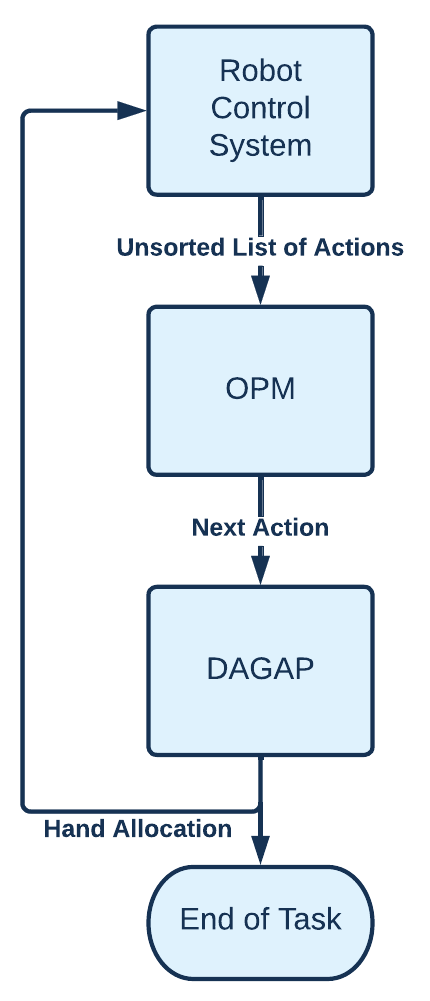 Robot
Control
System
Unsorted List of Actions
OPM
Next Action
DAGAP
Hand Allocation
End of Task